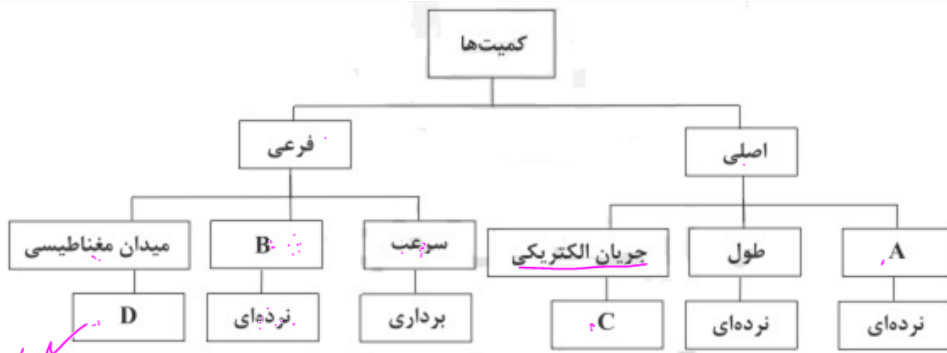 کمیت‌ها
اصلی
فرعی
A
طول
جریان الکتریکی
سرعت
B
میدان مغناطیسی
نرده‌ای
نرده‌ای
C
برداری
نرده‌ای
D